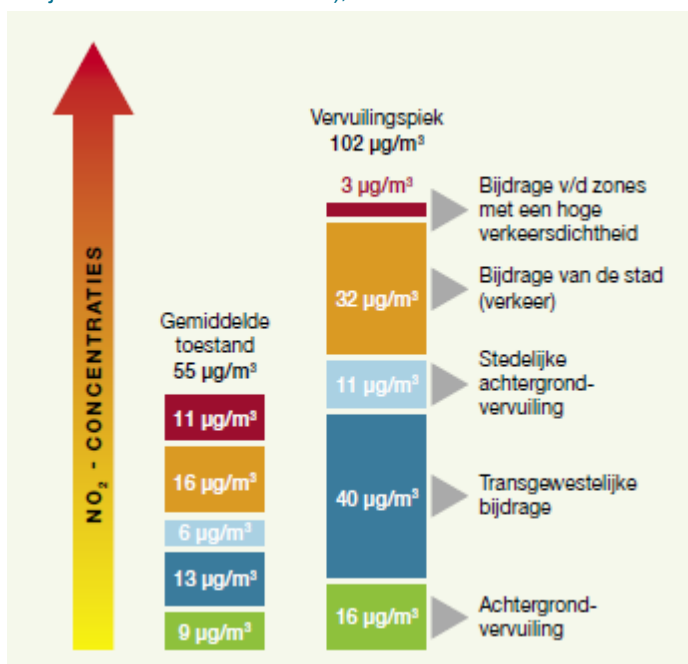 Vervuilingspiek
102 µg/m³
3 µg/m³
Bijdrage v/d zones
met een hoge
verkeersdichtheid
32 µg/m³
Bijdrage van de stad
(verkeer)
11 µg/m³
Stedelijke
achtergrond-
vervuiling
40 µg/m³
Transgewestelijke
bijdrage
16 µg/m³
Achtergrond-
vervuiling
Gemiddelde
toestand
55 µg/m³
11 µg/m³
16 µg/m³
6 µg/m³
13 µg/m³
9 µg/m³
NO₂ - CONCENTRATIES